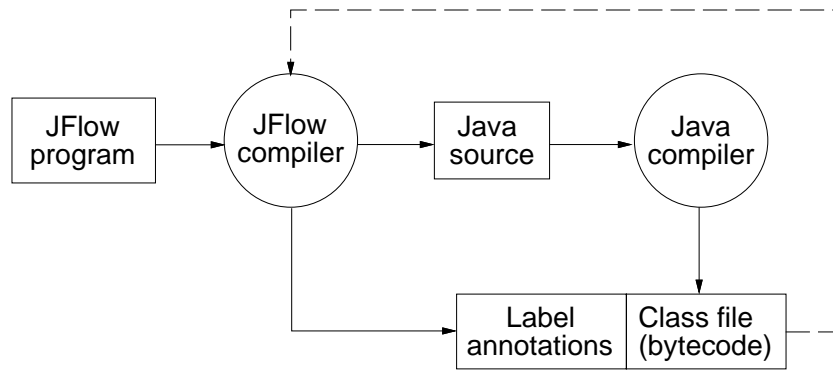 JFlow
program
JFlow
compiler
Java
source
Java
compiler
Label
annotations
Class file
(bytecode)